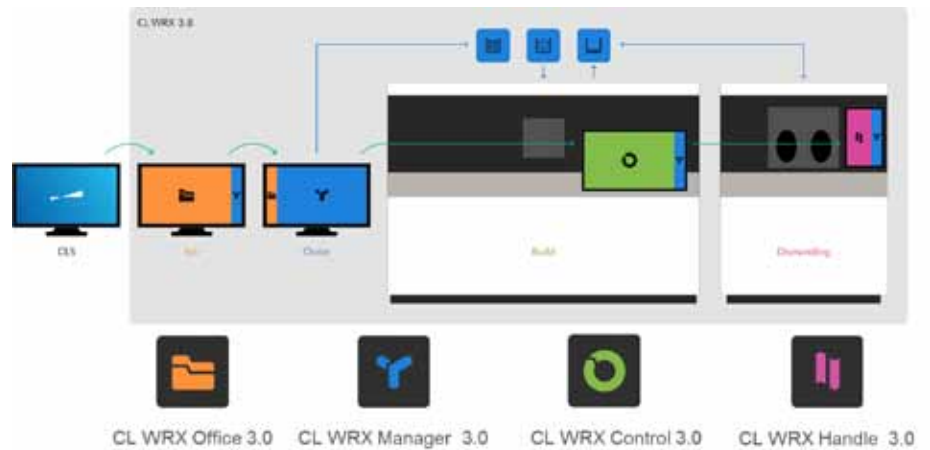 CL WRX 3.0
CLS
Build
Dismantling
CL WRX Office 3.0
CL WRX Manager 3.0
CL WRX Control 3.0
CL WRX Handle 3.0